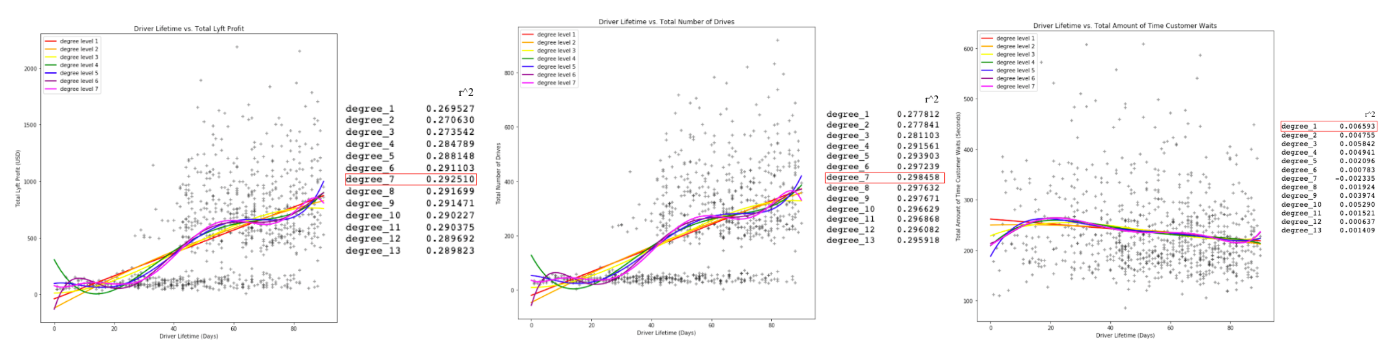 Driver Lifetime vs. Total Lyft Profit
degree level 1
degree level 2
degree level 3
degree level 4
degree level 5
degree level 6
degree level 7
2000
1500
1000
500
0
Total Lyft Profit (USD)
0 20 40 60 80
Driver Lifetime (Days)
r^2
degree_1 0.269527
degree_2 0.270630
degree_3 0.273542
degree_4 0.284789
degree_5 0.288148
degree_6 0.291103
degree_7 0.292510
degree_8 0.291699
degree_9 0.291471
degree_10 0.290227
degree_11 0.290375
degree_12 0.289692
degree_13 0.289823
Driver Lifetime vs. Total Number of Drives
degree level 1
degree level 2
degree level 3
degree level 4
degree level 5
degree level 6
degree level 7
800
600
400
200
0
Total Number of Drives
0 20 40 60 80
Driver Lifetime (Days)
r^2
degree_1 0.277812
degree_2 0.277841
degree_3 0.281103
degree_4 0.291561
degree_5 0.293903
degree_6 0.297239
degree_7 0.298458
degree_8 0.297632
degree_9 0.297671
degree_10 0.296629
degree_11 0.296868
degree_12 0.296082
degree_13 0.295918
Driver Lifetime vs. Total Amount of Time Customer Waits
degree level 1
degree level 2
degree level 3
degree level 4
degree level 5
degree level 6
degree level 7
600
500
400
300
200
100
Total Amount of Time Customer Waits (Seconds)
0 20 40 60 80
Driver Lifetime (Days)
r^2
degree_1 0.006593
degree_2 0.004755
degree_3 0.005842
degree_4 0.004941
degree_5 0.002096
degree_6 0.000783
degree_7 -0.002335
degree_8 0.001924
degree_9 0.003974
degree_10 0.005290
degree_11 0.001521
degree_12 0.000637
degree_13 0.001409